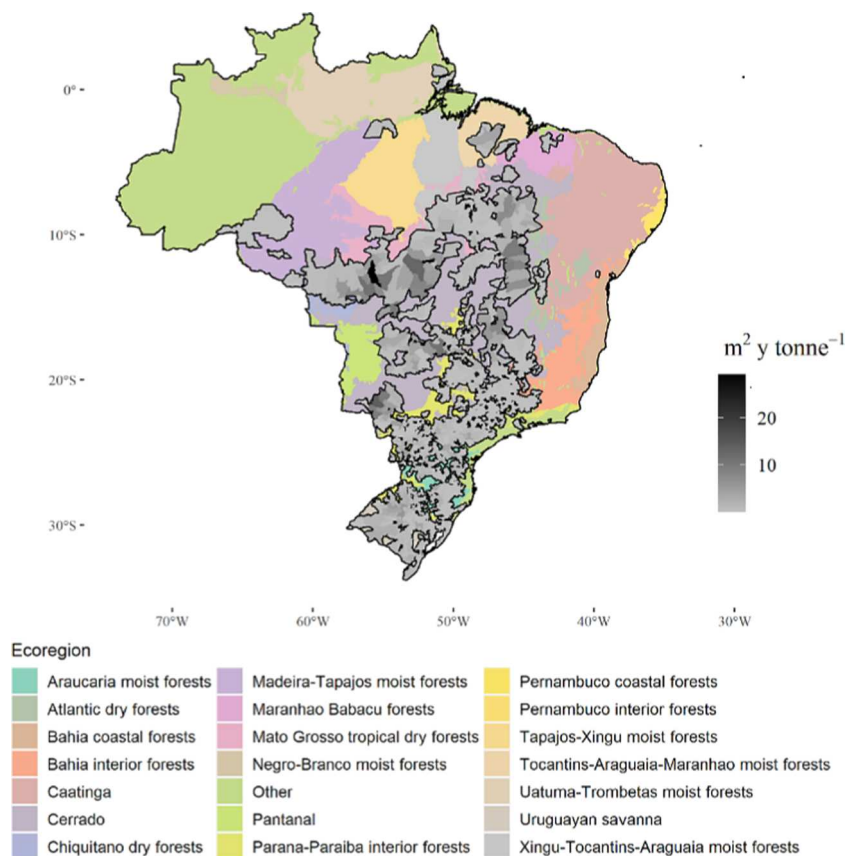 0°
10°S
20°S
30°S
m² y tonne⁻¹
20
10
70°W 60°W 50°W 40°W 30°W
Ecoregion
Araucaria moist forests Madeira-Tapajos moist forests Pernambuco coastal forests
Atlantic dry forests Maranhao Babacu forests Pernambuco interior forests
Bahia coastal forests Mato Grosso tropical dry forests Tapajos-Xingu moist forests
Bahia interior forests Negro-Branco moist forests Tocantins-Araguaia-Maranhao moist forests
Caatinga Other Uatuma-Trombetas moist forests
Cerrado Pantanal Uruguayan savanna
Chiquitano dry forests Parana-Paraiba interior forests Xingu-Tocantins-Araguaia moist forests